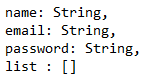 name: String,
email: String,
password: String,
list : []